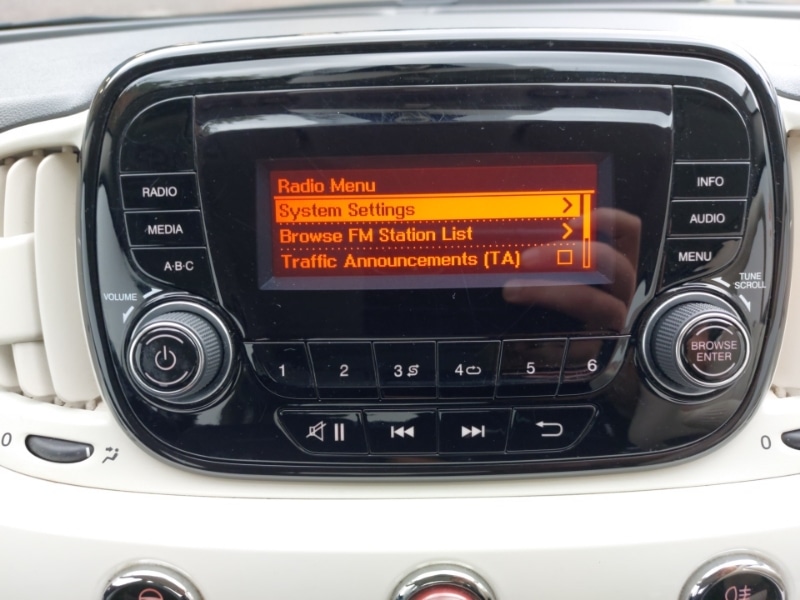 Radio Menu
System Settings
Browse FM Station List
Traffic Announcements (TA)
RADIO
MEDIA
A·B·C
INFO
AUDIO
MENU
VOLUME
TUNE
SCROLL
BROWSE
ENTER
1 2 3 4 5 6
0
0